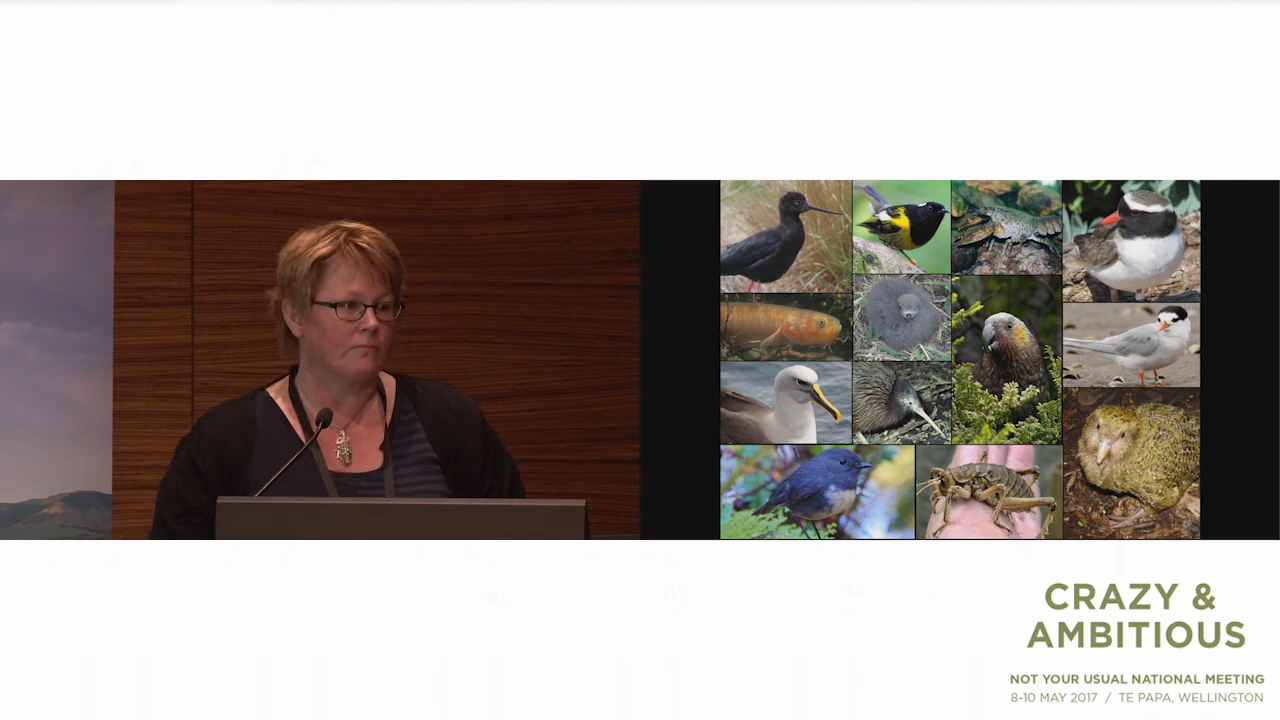 CRAZY &
AMBITIOUS
NOT YOUR USUAL NATIONAL MEETING
8-10 MAY 2017 / TE PAPA, WELLINGTON